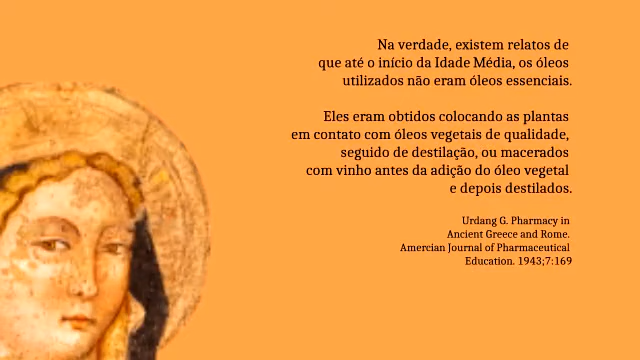 Na verdade, existem relatos de
que até o início da Idade Média, os óleos
utilizados não eram óleos essenciais.
Eles eram obtidos colocando as plantas
em contato com óleos vegetais de qualidade,
seguido de destilação, ou macerados
com vinho antes da adição do óleo vegetal
e depois destilados.
Urdang G. Pharmacy in
Ancient Greece and Rome.
Amercian Journal of Pharmaceutical
Education. 1943;7:169